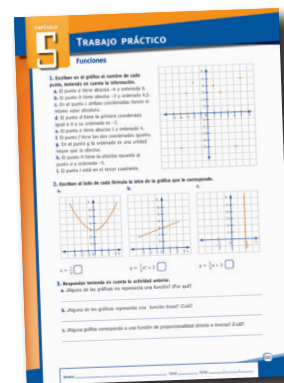 CAPÍTULO
5
TRABAJO PRÁCTICO
Funciones
1. Escriban en el gráfico el nombre de cada
punto, teniendo en cuenta la información.
a. El punto a tiene abscisa -4 y ordenada 0.
b. El punto b tiene abscisa -2 y ordenada 4,5.
c. En el punto c ambas coordenadas tienen el
mismo valor absoluto.
d. El punto d tiene la primera coordenada
igual a 0 y su ordenada es
e. El punto e tiene abscisa 1 y ordenada 4.
f. El punto f tiene las dos coordenadas iguales.
g. En el punto g la ordenada es una unidad
mayor que la abscisa.
h. El punto h tiene la abscisa opuesta al
punto a y ordenada
i. El punto i está en el tercer cuadrante.
2. Escriban al lado de cada fórmula la letra de la gráfica que le corresponde.
a.
b.
c.
3. Respondan teniendo en cuenta la actividad anterior.
a. ¿Alguna de las gráficas no representa una función? ¿Por qué?
b. ¿Alguna de las gráficas representa una función lineal? ¿Cuál?
c. ¿Alguna gráfica corresponde a una función de proporcionalidad directa o inversa? ¿Cuál?
Nombre:
Curso:
Fecha: